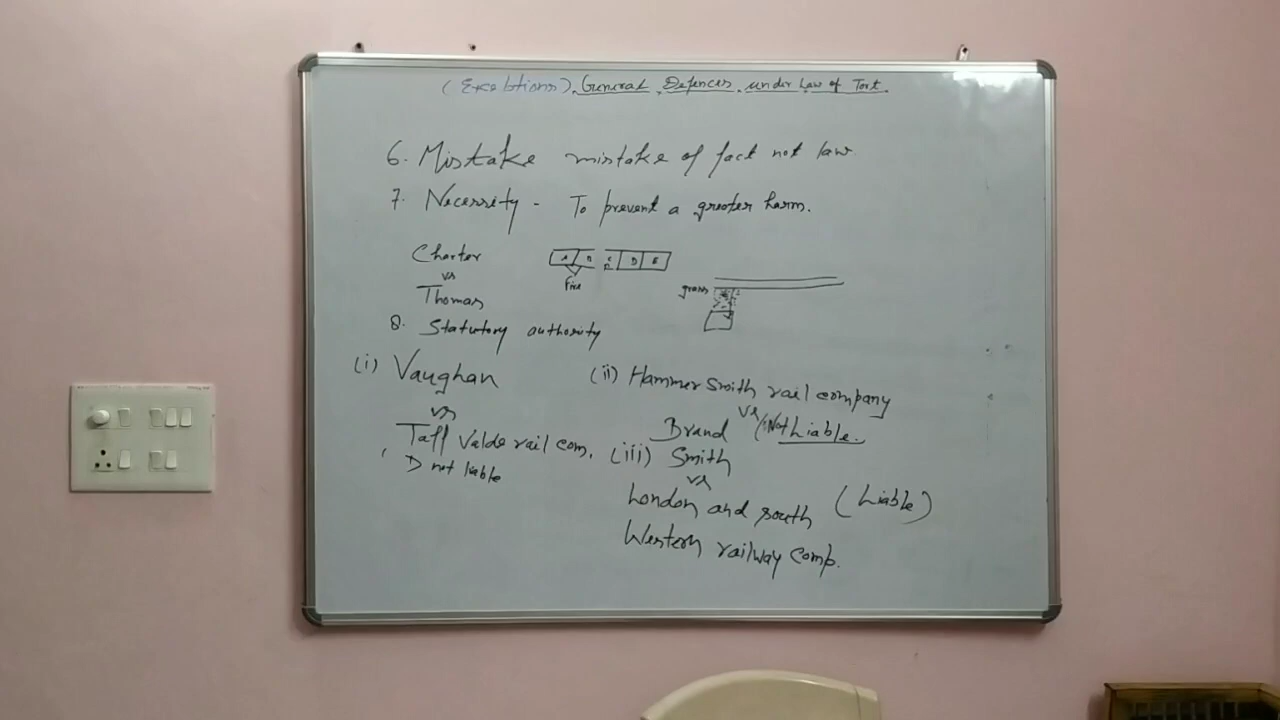 (Excebtions) General Defences under Law of Tort.
6. Mistake mistake of fact not law.
7. Necessity - To prevent a greater harm.
Charter
vs
Thomas
A B C D E
Fire
grass
8. Statutory authority
(i) Vaughan
vs
Taff Valde rail com,
D not liable
(ii) Hammer Smith rail company
vs
Brand (Not Liable.
(iii) Smith
vs
London and south (Liable)
Western railway comp.